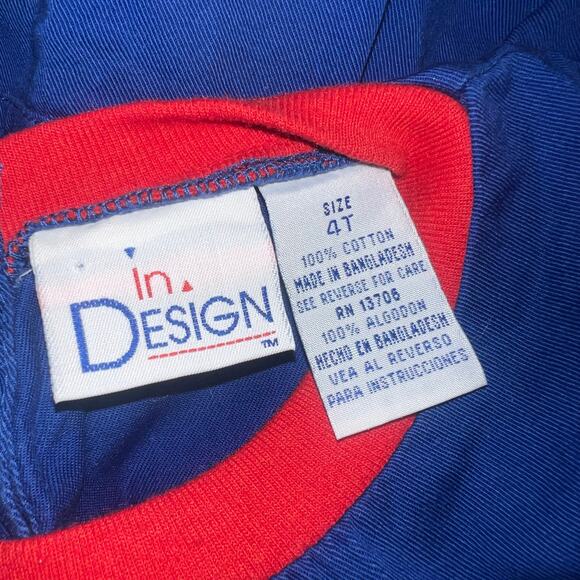 In
DESIGN
™
SIZE
4T
100% COTTON
MADE IN BANGLADESH
SEE REVERSE FOR CARE
RN 13706
100% ALGODON
HECHO EN BANGLADESH
VEA AL REVERSO
PARA INSTRUCCIONES